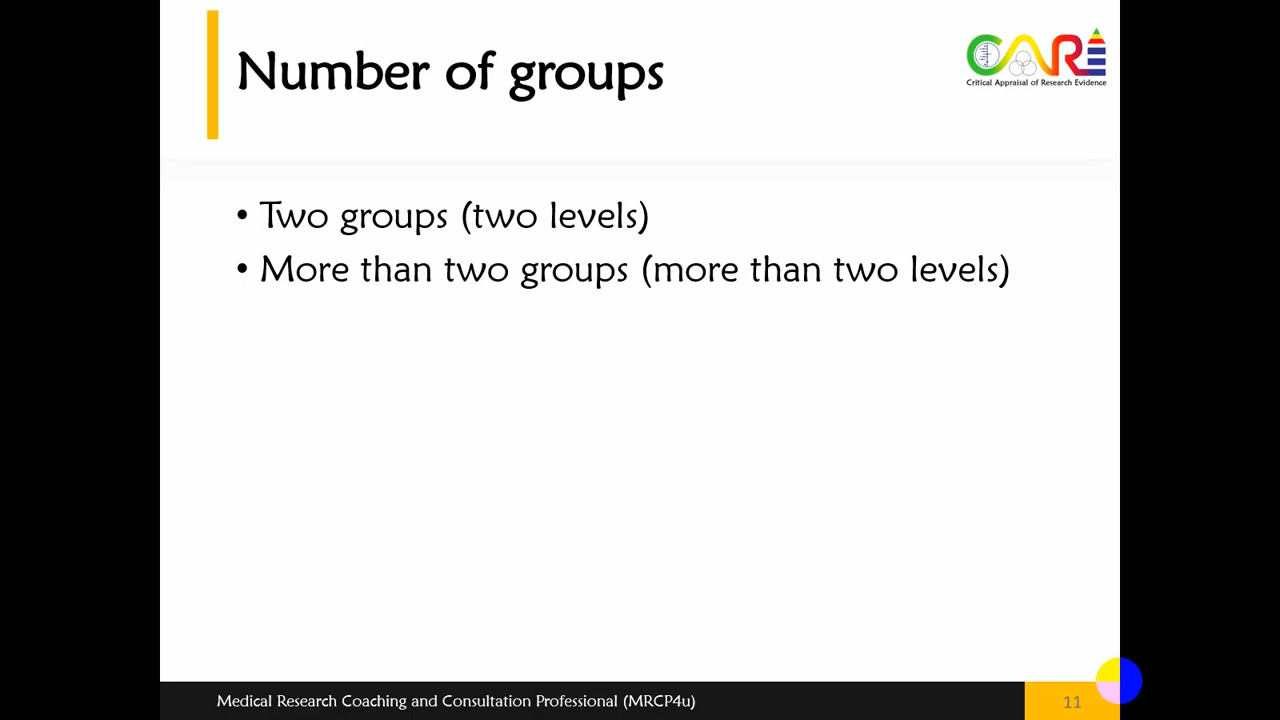 Number of groups
CARE
Critical Appraisal of Research Evidence
• Two groups (two levels)
• More than two groups (more than two levels)
Medical Research Coaching and Consultation Professional (MRCP4u)
11